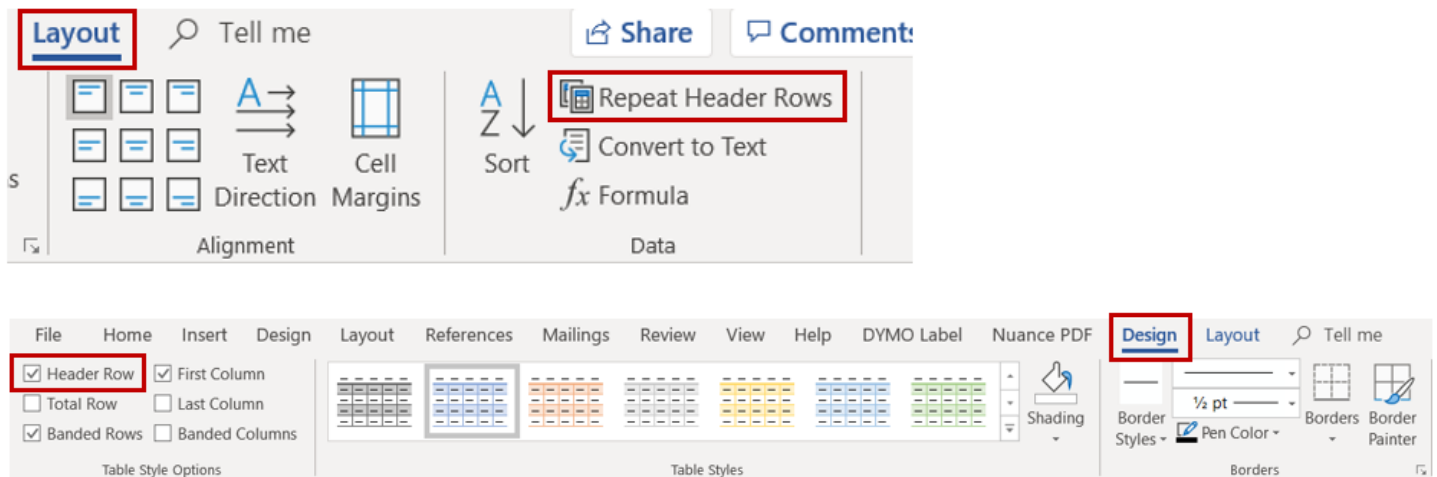 Layout Tell me Share Comments
A Z Repeat Header Rows
Convert to Text
s Text Cell Sort
Direction Margins fx Formula
Alignment Data
File Home Insert Design Layout References Mailings Review View Help DYMO Label Nuance PDF Design Layout Tell me
Header Row First Column
Total Row Last Column ½ pt
Banded Rows Banded Columns Shading Border Pen Color Borders Border
Styles Painter
Table Style Options Table Styles Borders